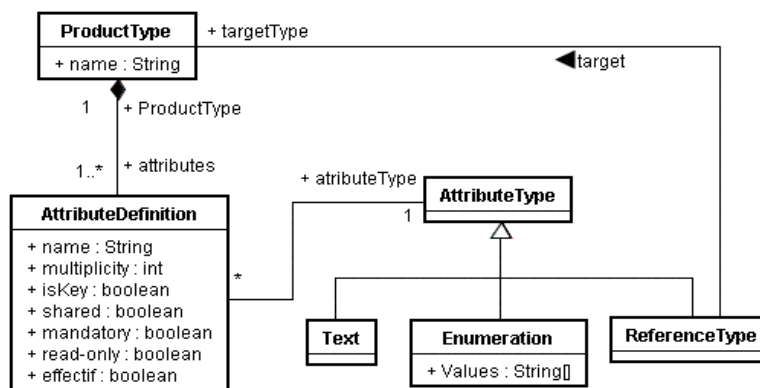 ProductType
+ targetType
+ name : String
target
1
+ ProductType
1..*
+ attributes
+ atributeType
AttributeType
1
AttributeDefinition
+ name : String
+ multiplicity : int
+ isKey : boolean
+ shared : boolean
+ mandatory : boolean
+ read-only : boolean
+ effectif : boolean
*
Text
Enumeration
+ Values : String[]
ReferenceType